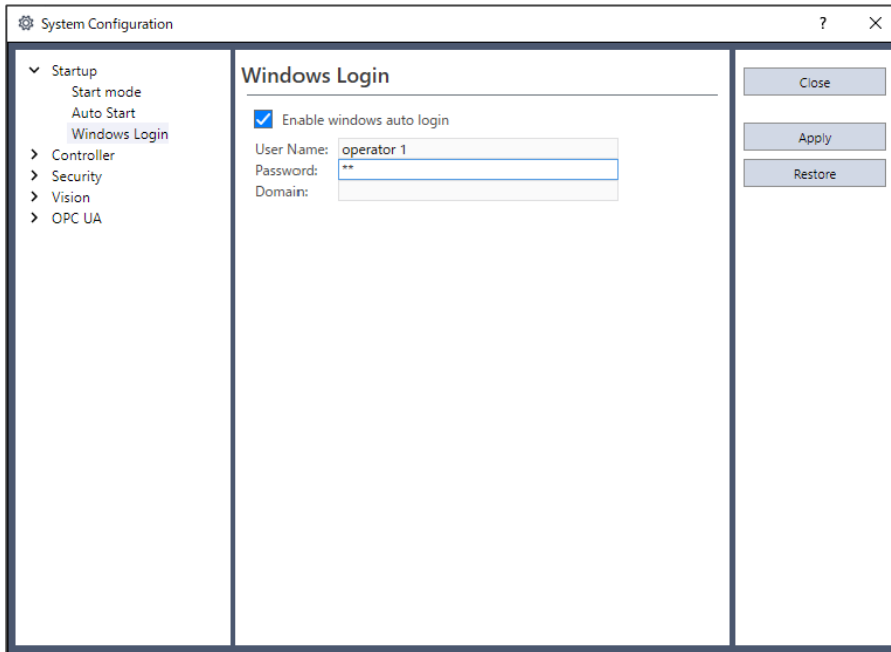 System Configuration
?
Startup
Start mode
Auto Start
Windows Login
Controller
Security
Vision
OPC UA
Windows Login
Enable windows auto login
User Name: operator 1
Password: **
Domain:
Close
Apply
Restore